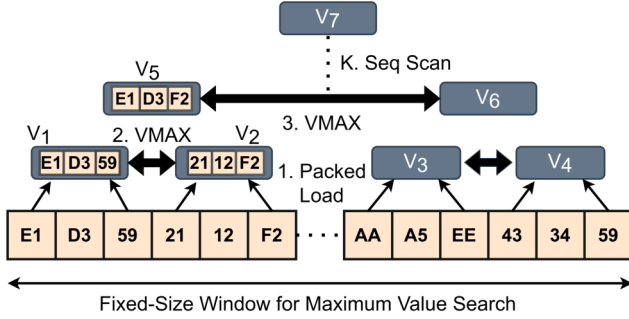 V7
K. Seq Scan
V5
E1 D3 F2
V6
3. VMAX
V1
2. VMAX
V2
E1 D3 59
21 12 F2
1. Packed
Load
V3
V4
E1 D3 59 21 12 F2 AA A5 EE 43 34 59
Fixed-Size Window for Maximum Value Search